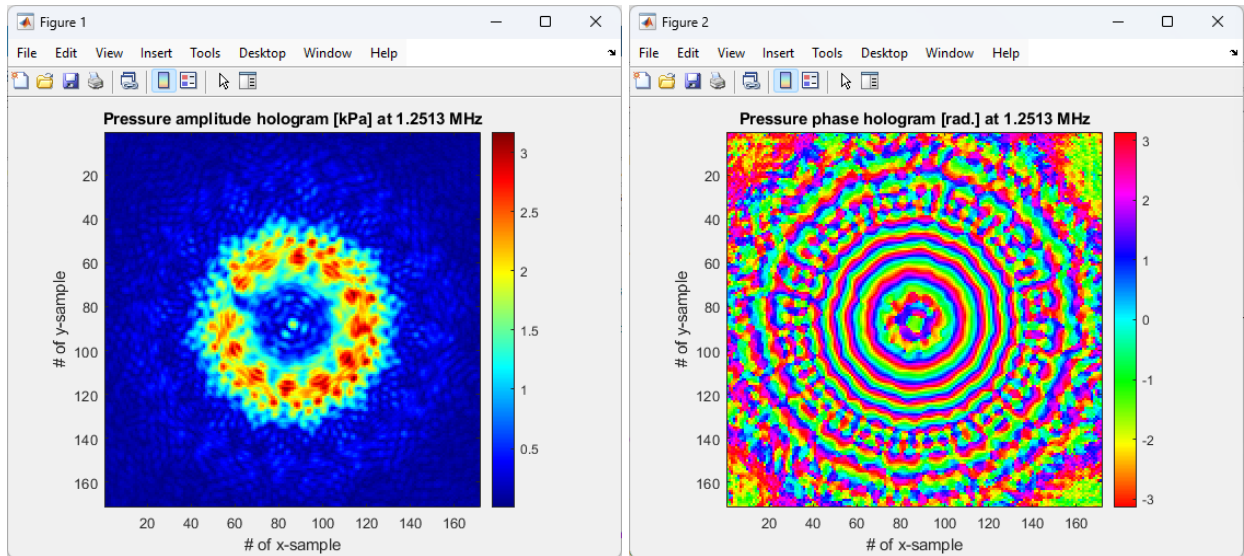 Figure 1
File Edit View Insert Tools Desktop Window Help
Pressure amplitude hologram [kPa] at 1.2513 MHz
20
40
60
80
100
120
140
160
# of y-sample
20 40 60 80 100 120 140 160
# of x-sample
3
2.5
2
1.5
1
0.5
Figure 2
File Edit View Insert Tools Desktop Window Help
Pressure phase hologram [rad.] at 1.2513 MHz
20
40
60
80
100
120
140
160
# of y-sample
20 40 60 80 100 120 140 160
# of x-sample
3
2
1
0
-1
-2
-3